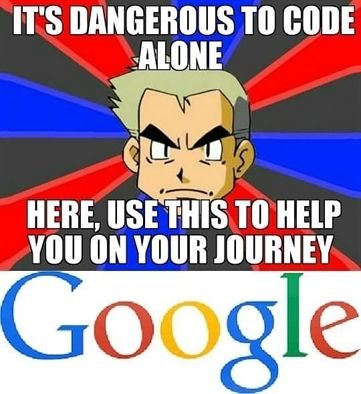 IT'S DANGEROUS TO CODE
ALONE
HERE, USE THIS TO HELP
YOU ON YOUR JOURNEY
Google